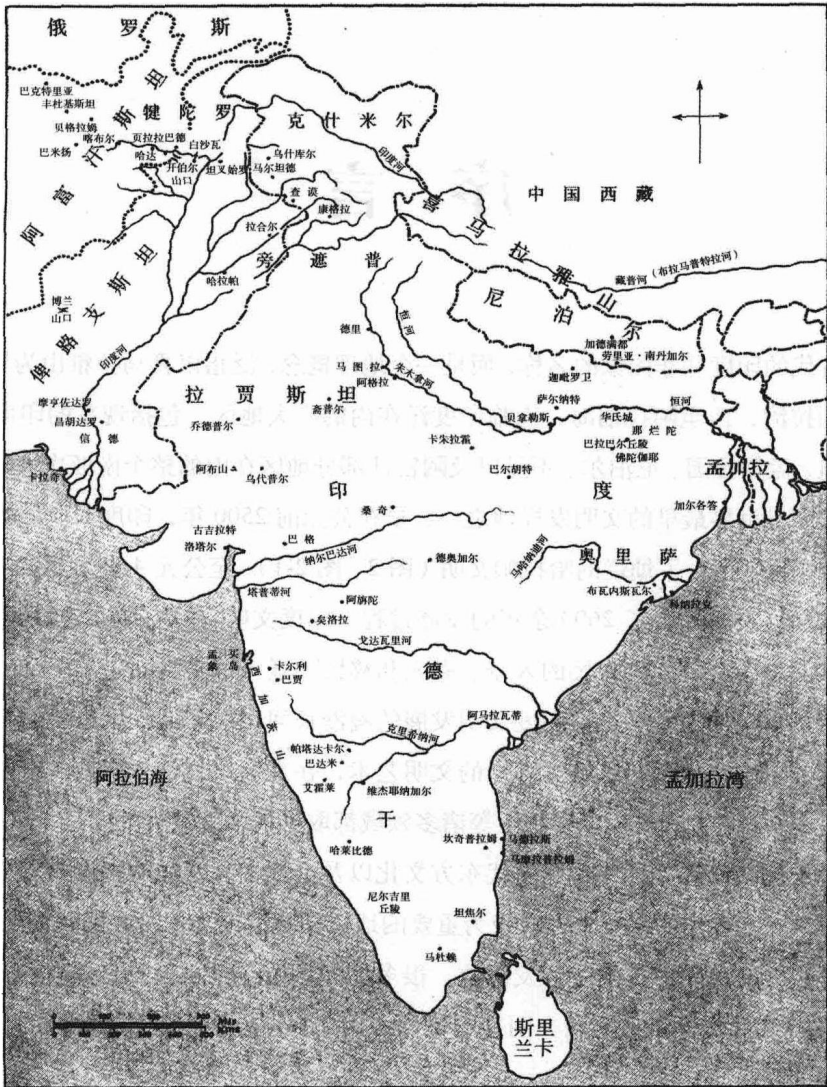 俄罗斯
巴克特里亚
丰杜基斯坦
贝格拉姆
喀布尔
巴米扬
页拉拉巴德
哈达
白沙瓦
开伯尔
山口
坦叉始罗
犍陀罗
克什米尔
乌什库尔
马尔坦德
印度河
查谟
康格拉
拉合尔
中国西藏
喜马拉雅山
藏普河(布拉马普特拉河)
阿富汗斯坦
旁遮普
哈拉帕
博兰
山口
俾路支斯坦
印度河
尼泊尔
加德满都
劳里亚·南丹加尔
迦毗罗卫
德里
恒河
马图拉
朱木拿河
阿格拉
拉贾斯坦
斋普尔
萨尔纳特
恒河
贝拿勒斯
华氏城
那烂陀
巴拉巴尔丘陵
佛陀伽耶
摩亨佐达罗
昌胡达罗
信德
乔德普尔
卡朱拉霍
巴尔胡特
孟加拉
卡拉奇
阿布山
乌代普尔
印度
桑奇
加尔各答
古吉拉特
洛塔尔
巴格
纳尔巴达河
德奥加尔
马哈纳迪河
奥里萨
布瓦内斯瓦尔
科纳拉克
塔普蒂河
阿旃陀
埃洛拉
戈达瓦里河
孟买
象岛
卡尔利
巴贾
德
西加茨山
阿马拉瓦蒂
克里希纳河
帕塔达卡尔
巴达米
艾霍莱
维杰耶纳加尔
阿拉伯海
孟加拉湾
干
哈莱比德
坎奇普拉姆
马德拉斯
马摩拉普拉姆
尼尔吉里
丘陵
坦焦尔
马杜赖
斯里
兰卡